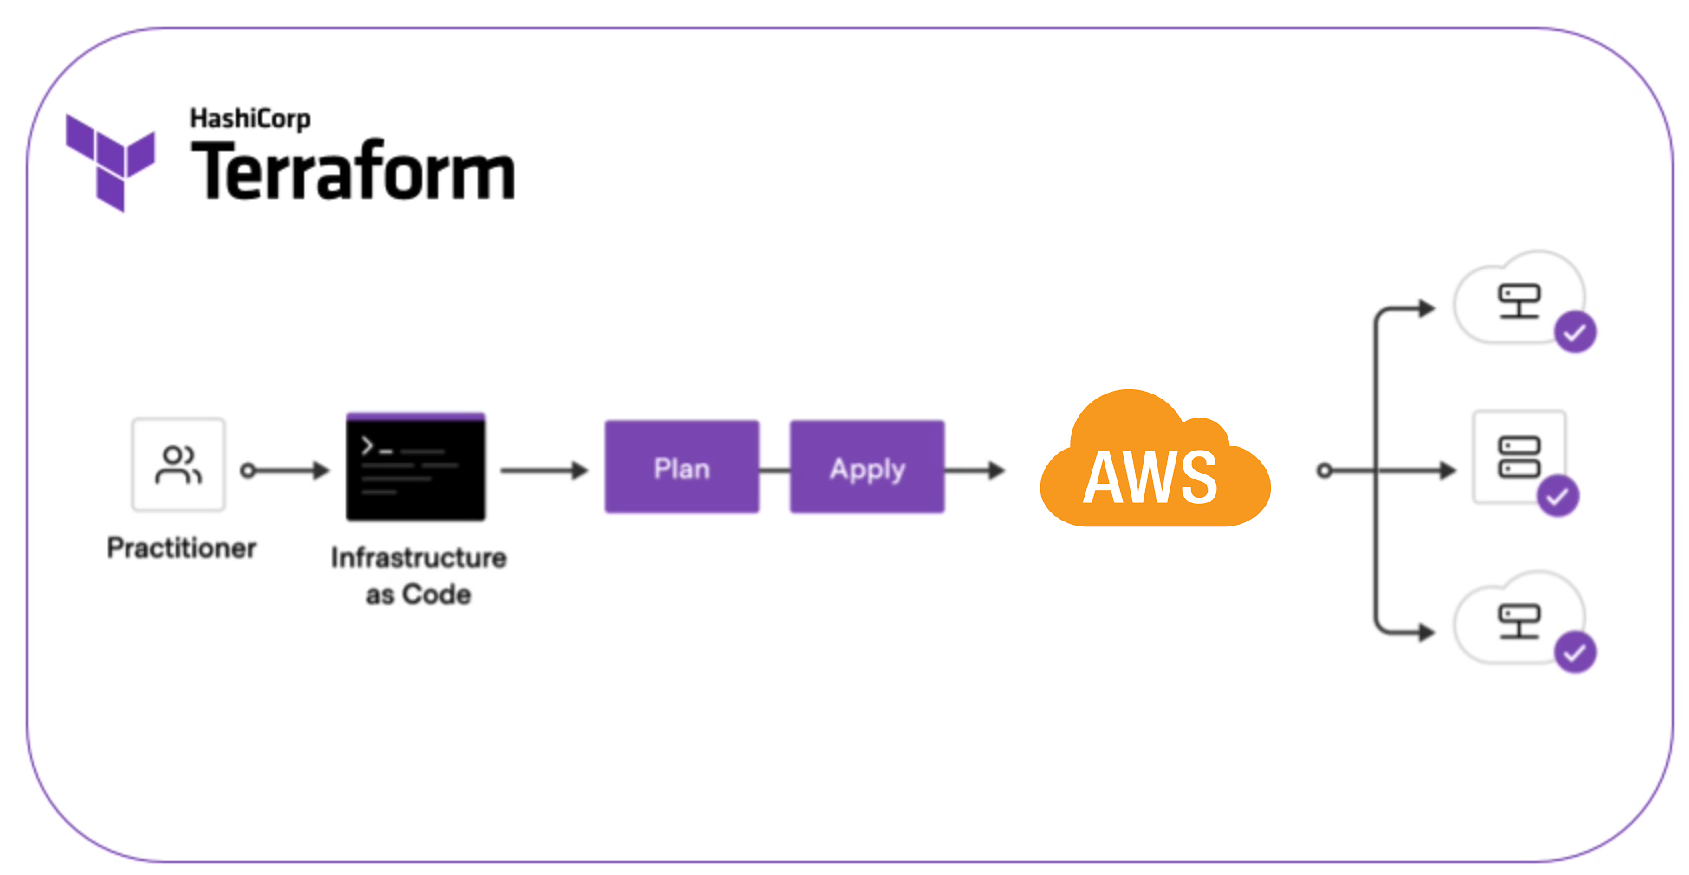 HashiCorp
Terraform
Practitioner
Infrastructure
as Code
Plan
Apply
AWS